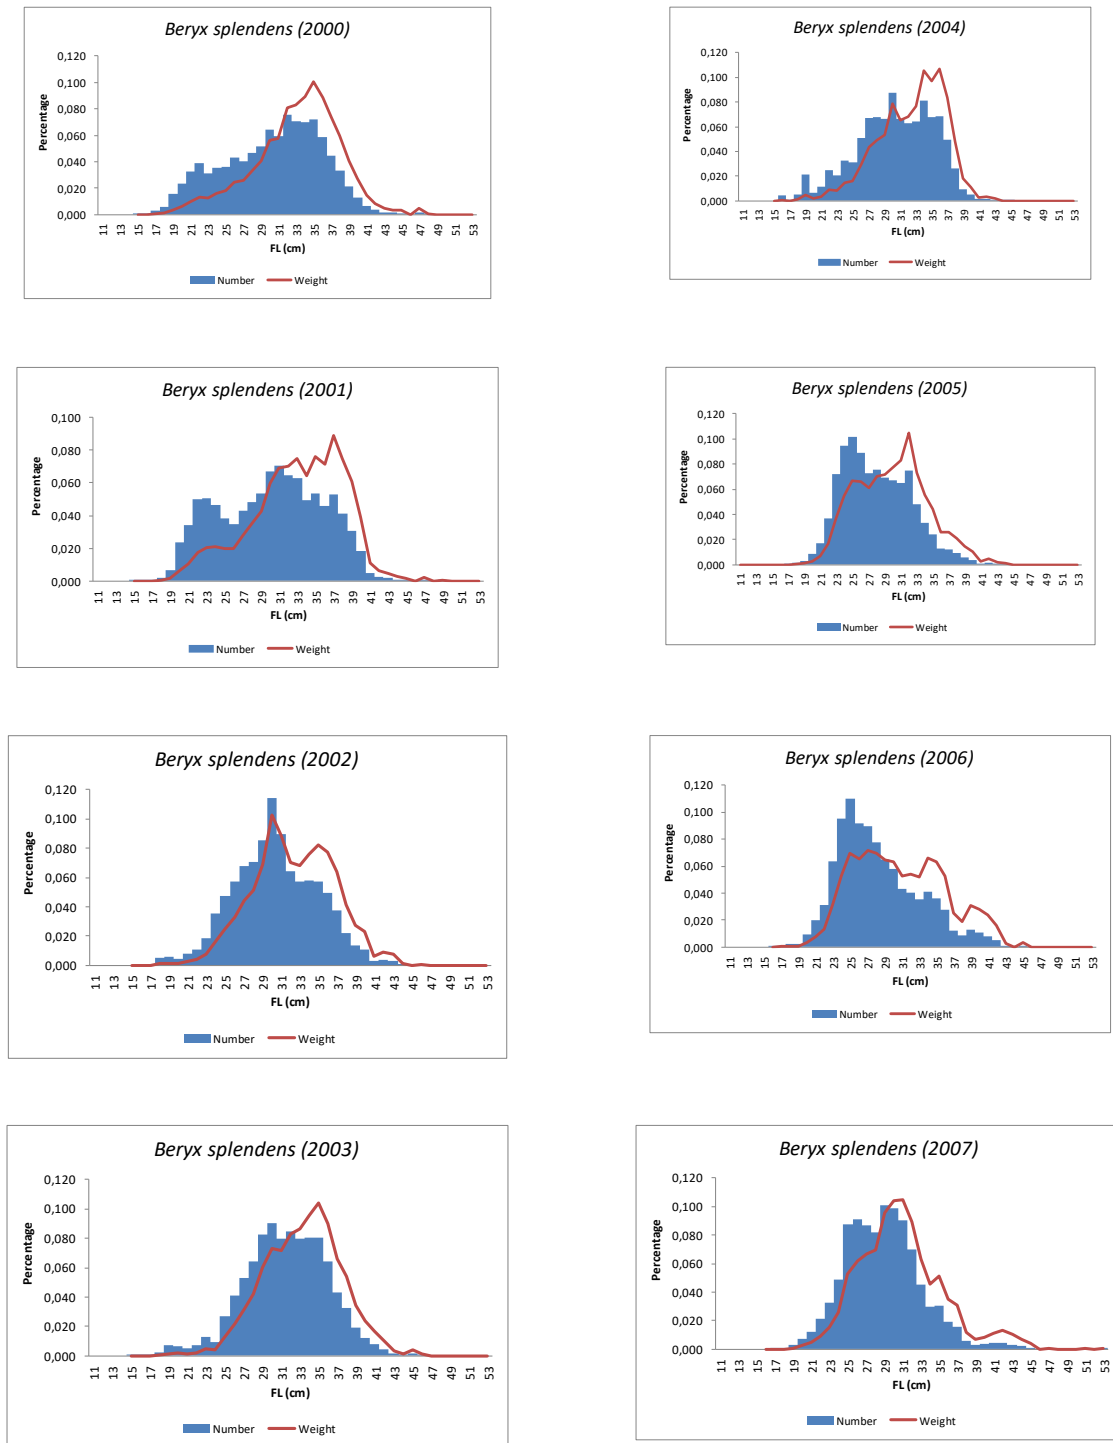 Beryx splendens (2000)
0,120
0,100
0,080
0,060
0,040
0,020
0,000
Percentage
11 13 15 17 19 21 23 25 27 29 31 33 35 37 39 41 43 45 47 49 51 53
FL (cm)
Number Weight
Beryx splendens (2004)
0,120
0,100
0,080
0,060
0,040
0,020
0,000
Percentage
11 13 15 17 19 21 23 25 27 29 31 33 35 37 39 41 43 45 47 49 51 53
FL (cm)
Number Weight
Beryx splendens (2001)
0,100
0,080
0,060
0,040
0,020
0,000
Percentage
11 13 15 17 19 21 23 25 27 29 31 33 35 37 39 41 43 45 47 49 51 53
FL (cm)
Number Weight
Beryx splendens (2005)
0,120
0,100
0,080
0,060
0,040
0,020
0,000
Percentage
11 13 15 17 19 21 23 25 27 29 31 33 35 37 39 41 43 45 47 49 51 53
FL (cm)
Number Weight
Beryx splendens (2002)
0,120
0,100
0,080
0,060
0,040
0,020
0,000
Percentage
11 13 15 17 19 21 23 25 27 29 31 33 35 37 39 41 43 45 47 49 51 53
FL (cm)
Number Weight
Beryx splendens (2006)
0,120
0,100
0,080
0,060
0,040
0,020
0,000
Percentage
11 13 15 17 19 21 23 25 27 29 31 33 35 37 39 41 43 45 47 49 51 53
FL (cm)
Number Weight
Beryx splendens (2003)
0,120
0,100
0,080
0,060
0,040
0,020
0,000
Percentage
11 13 15 17 19 21 23 25 27 29 31 33 35 37 39 41 43 45 47 49 51 53
FL (cm)
Number Weight
Beryx splendens (2007)
0,120
0,100
0,080
0,060
0,040
0,020
0,000
Percentage
11 13 15 17 19 21 23 25 27 29 31 33 35 37 39 41 43 45 47 49 51 53
FL (cm)
Number Weight